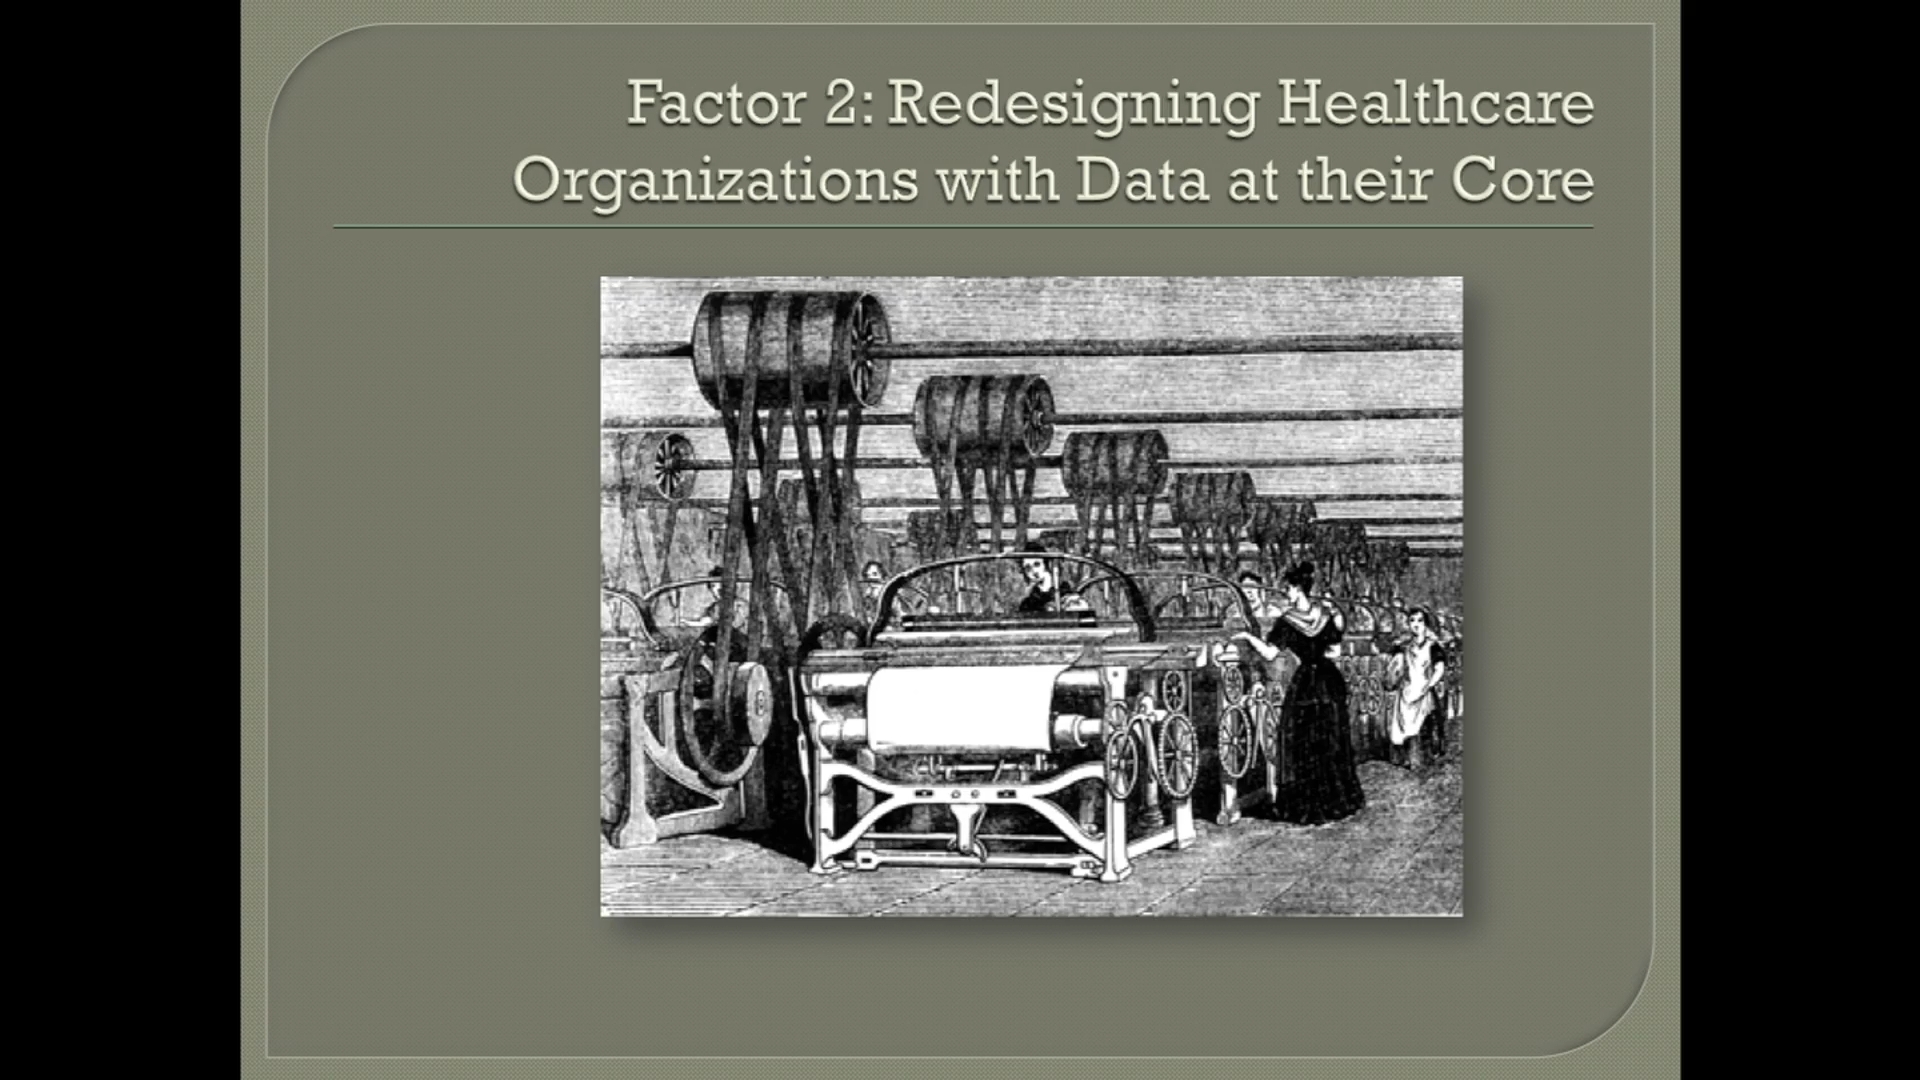 Factor 2: Redesigning Healthcare
Organizations with Data at their Core